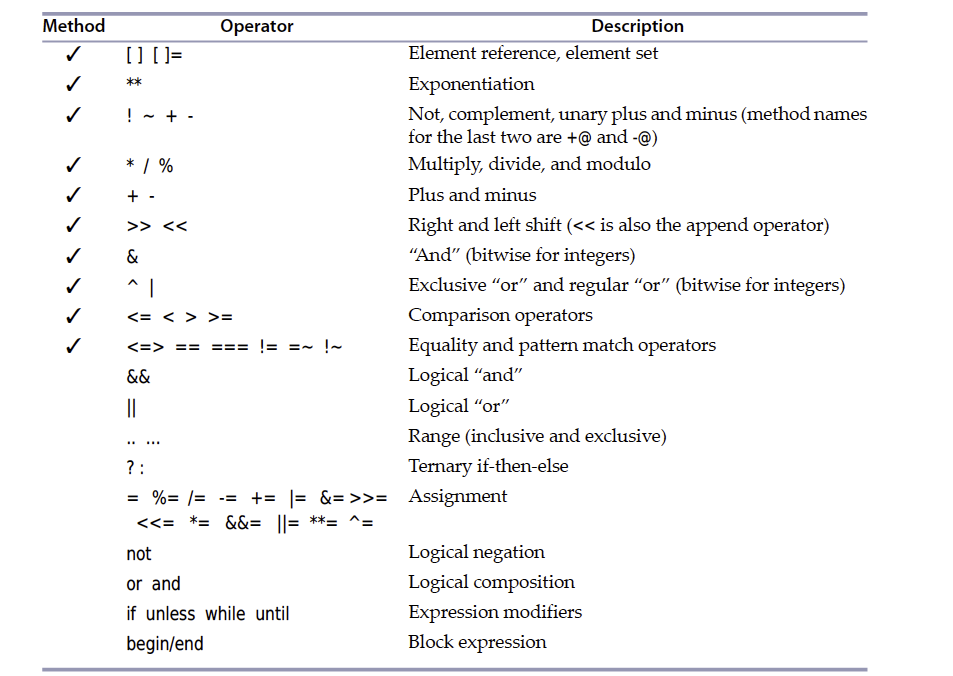 Method Operator Description
✓ [ ] [ ]= Element reference, element set
✓ ** Exponentiation
✓ ! ~ + - Not, complement, unary plus and minus (method names
for the last two are +@ and -@)
✓ * / % Multiply, divide, and modulo
✓ + - Plus and minus
✓ >> << Right and left shift (<< is also the append operator)
✓ & “And” (bitwise for integers)
✓ ^ | Exclusive “or” and regular “or” (bitwise for integers)
✓ <= < > >= Comparison operators
✓ <=> == === != =~ !~ Equality and pattern match operators
&& Logical “and”
|| Logical “or”
.. ... Range (inclusive and exclusive)
? : Ternary if-then-else
= %= /= -= += |= &= >>= Assignment
<<= *= &&= ||= **= ^=
not Logical negation
or and Logical composition
if unless while until Expression modifiers
begin/end Block expression